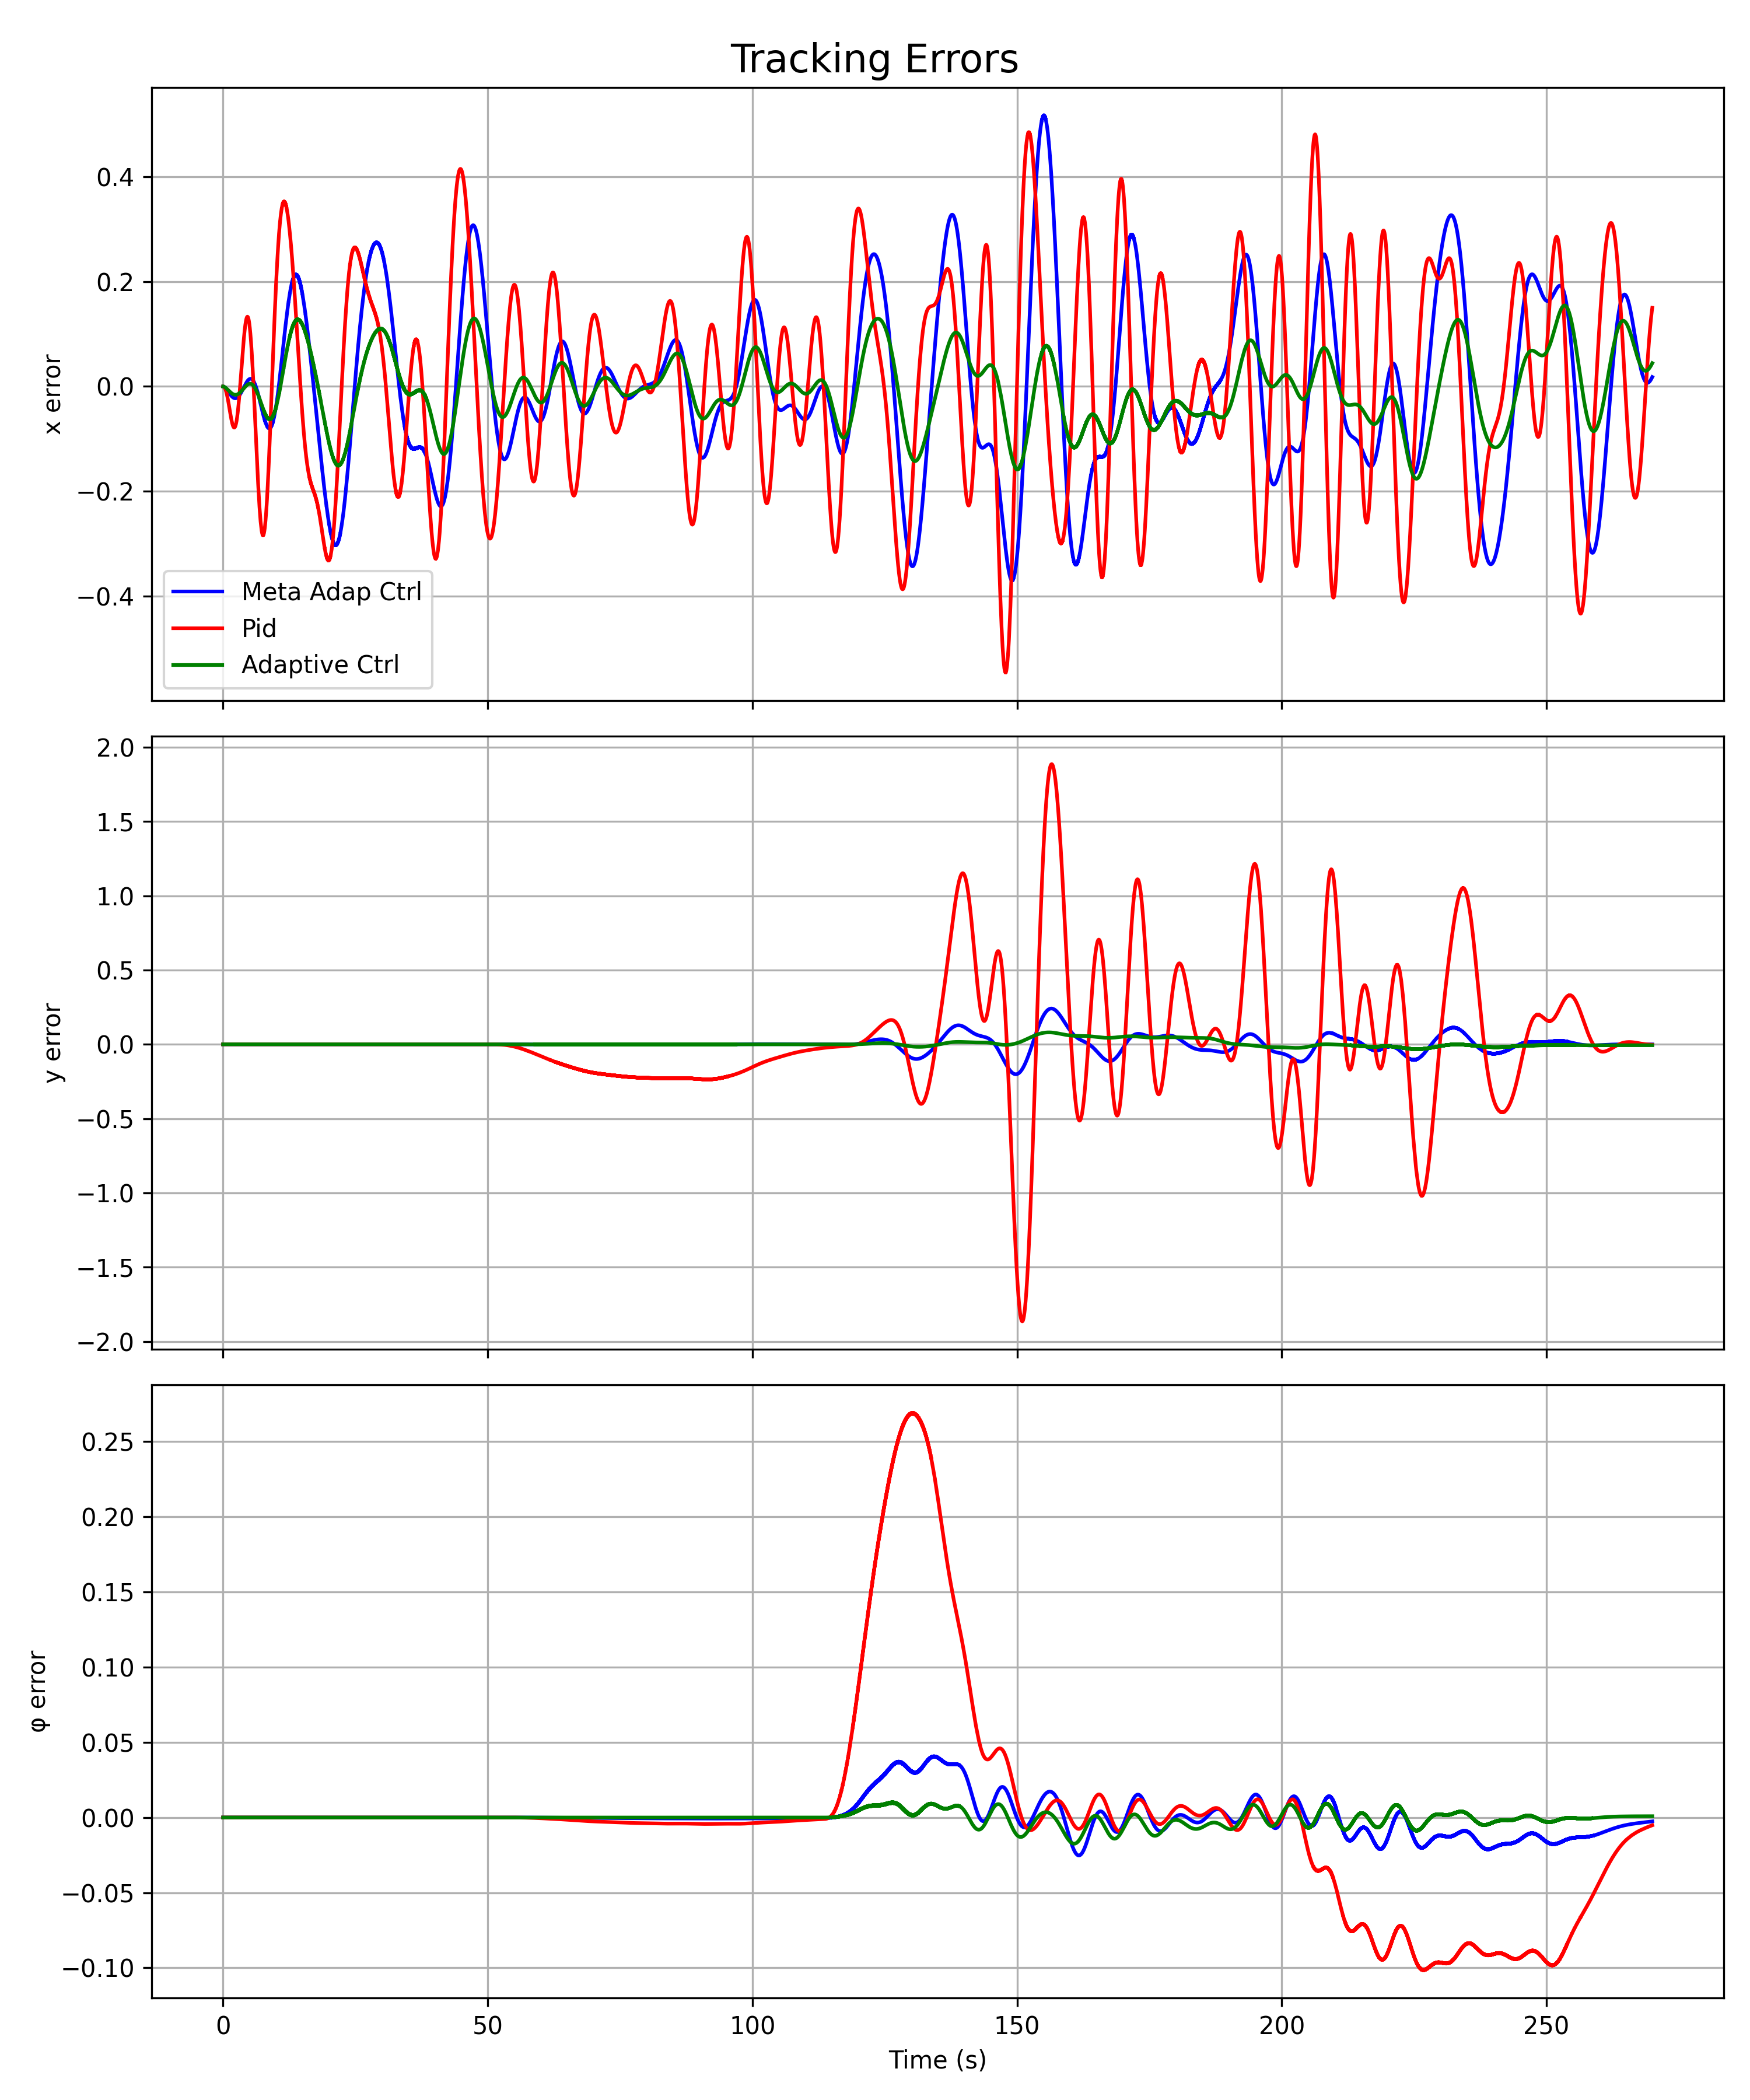 Tracking Errors
x error
0.4
0.2
0.0
−0.2
−0.4
Meta Adap Ctrl
Pid
Adaptive Ctrl
y error
2.0
1.5
1.0
0.5
0.0
−0.5
−1.0
−1.5
−2.0
φ error
0.25
0.20
0.15
0.10
0.05
0.00
−0.05
−0.10
0 50 100 150 200 250
Time (s)